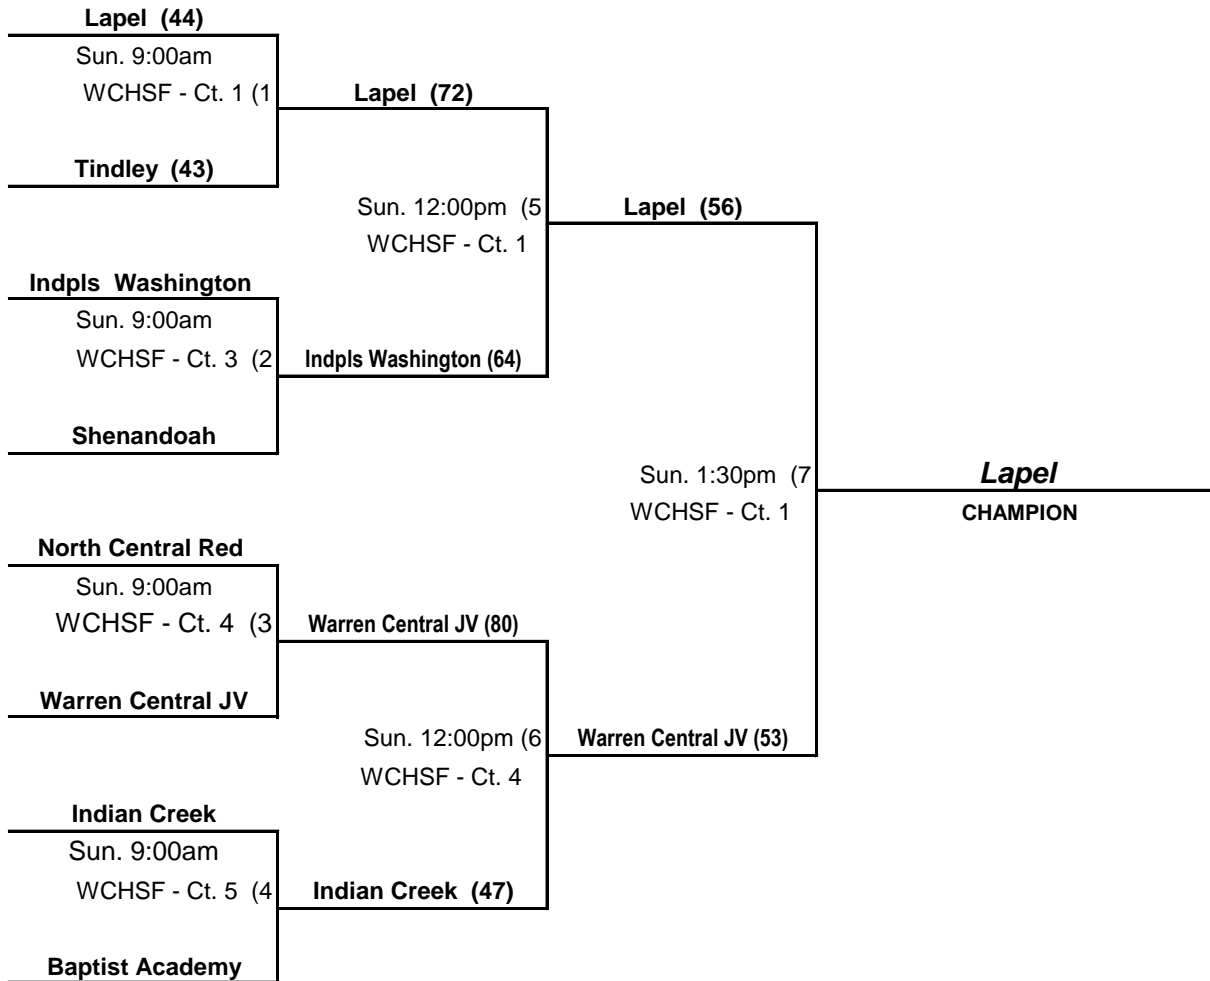 Lapel (44)
Sun. 9:00am
WCHSF - Ct. 1 (1
Lapel (72)
Tindley (43)
Sun. 12:00pm (5
Lapel (56)
WCHSF - Ct. 1
Indpls Washington
Sun. 9:00am
WCHSF - Ct. 3 (2
Indpls Washington (64)
Shenandoah
Sun. 1:30pm (7
Lapel
WCHSF - Ct. 1
CHAMPION
North Central Red
Sun. 9:00am
WCHSF - Ct. 4 (3
Warren Central JV (80)
Warren Central JV
Sun. 12:00pm (6
Warren Central JV (53)
WCHSF - Ct. 4
Indian Creek
Sun. 9:00am
WCHSF - Ct. 5 (4
Indian Creek (47)
Baptist Academy